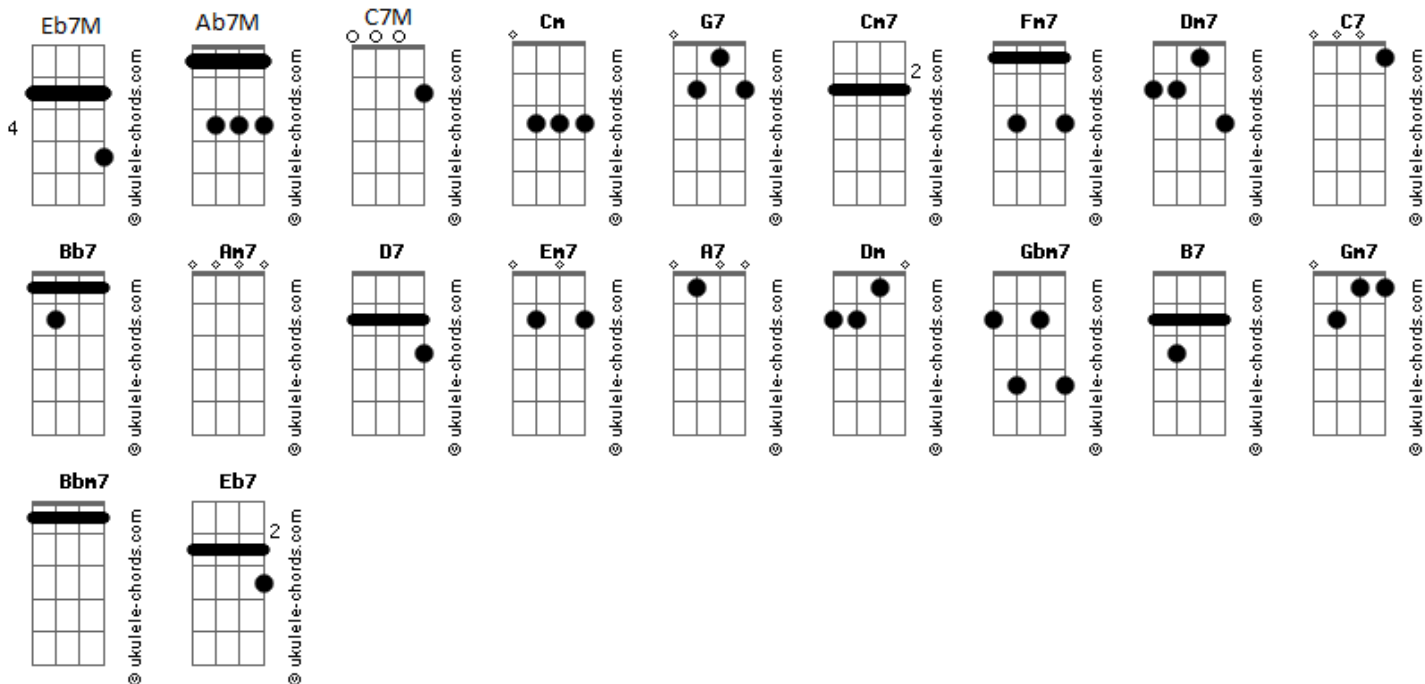 Eb7M Ab7M C7M Cm G7 Cm7 Fm7 Dm7 C7
2
4
© ukulele-chords.com © ukulele-chords.com © ukulele-chords.com © ukulele-chords.com © ukulele-chords.com © ukulele-chords.com © ukulele-chords.com © ukulele-chords.com © ukulele-chords.com
Bb7 Am7 D7 Em7 A7 Dm Gbm7 B7 Gm7
© ukulele-chords.com © ukulele-chords.com © ukulele-chords.com © ukulele-chords.com © ukulele-chords.com © ukulele-chords.com © ukulele-chords.com © ukulele-chords.com © ukulele-chords.com
Bbm7 Eb7
2
© ukulele-chords.com © ukulele-chords.com